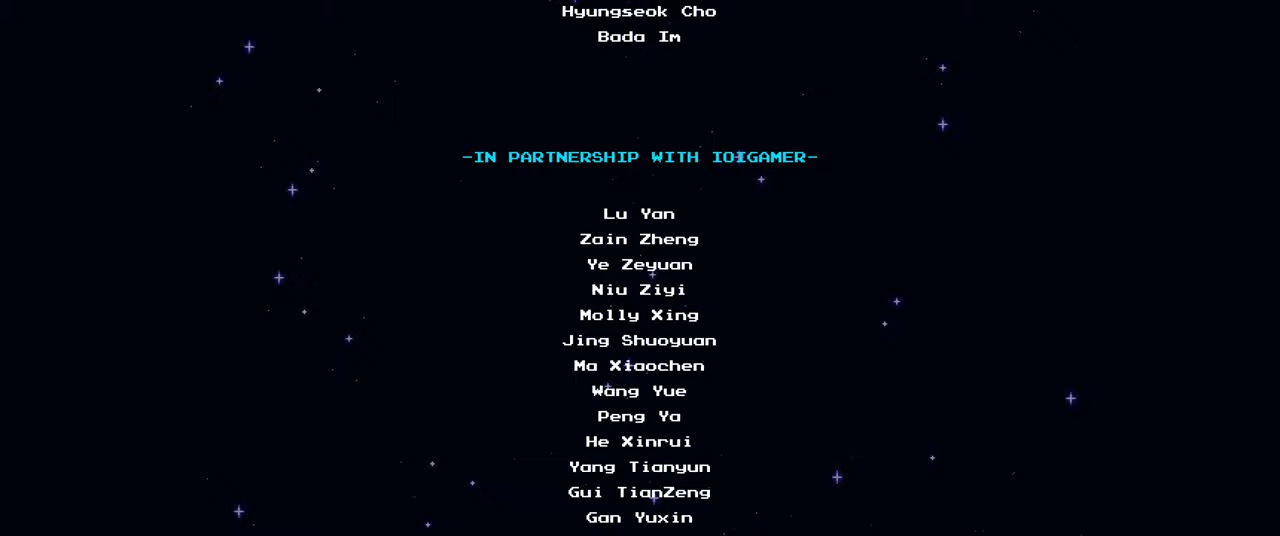 Hyungseok Cho
Bada Im
-IN PARTNERSHIP WITH IOIGAMER-
Lu Yan
Zain Zheng
Ye Zeyuan
Niu Ziyi
Molly Xing
Jing Shuoyuan
Ma Xiaochen
Wang Yue
Peng Ya
He Xinrui
Yang Tianyun
Gui TianZeng
Gan Yuxin